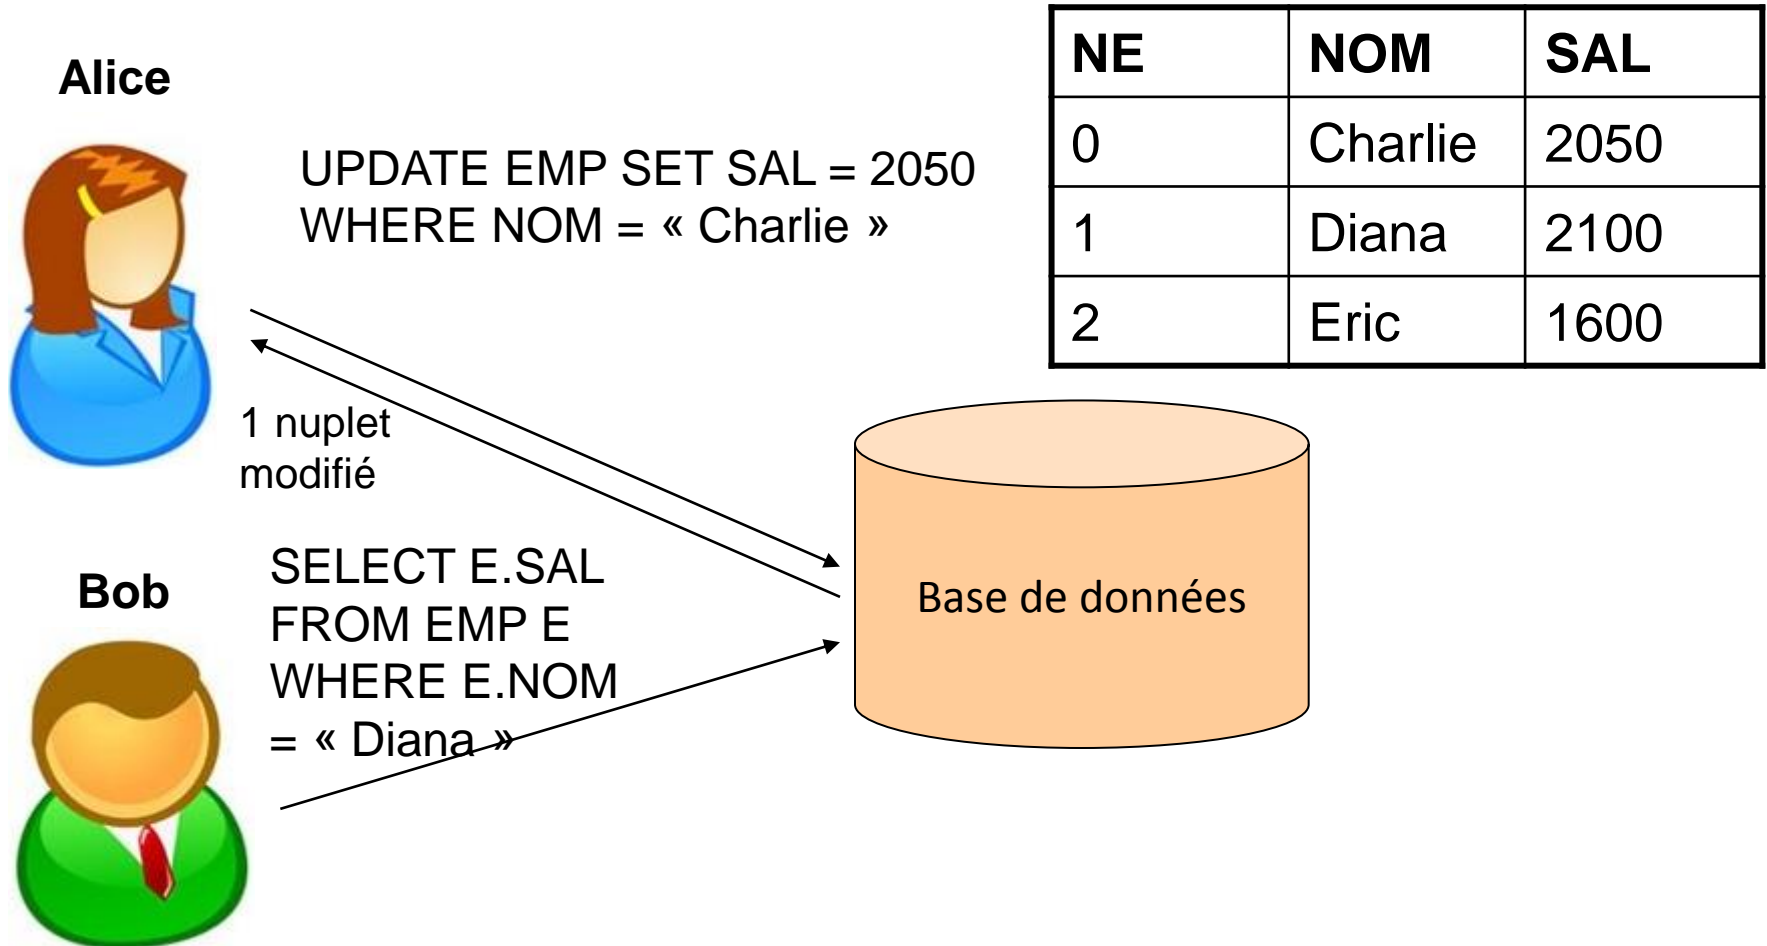 Alice
UPDATE EMP SET SAL = 2050
WHERE NOM = « Charlie »
NE NOM SAL
0 Charlie 2050
1 Diana 2100
2 Eric 1600
1 nuplet
modifié
Bob
SELECT E.SAL
FROM EMP E
WHERE E.NOM
= « Diana »
Base de données